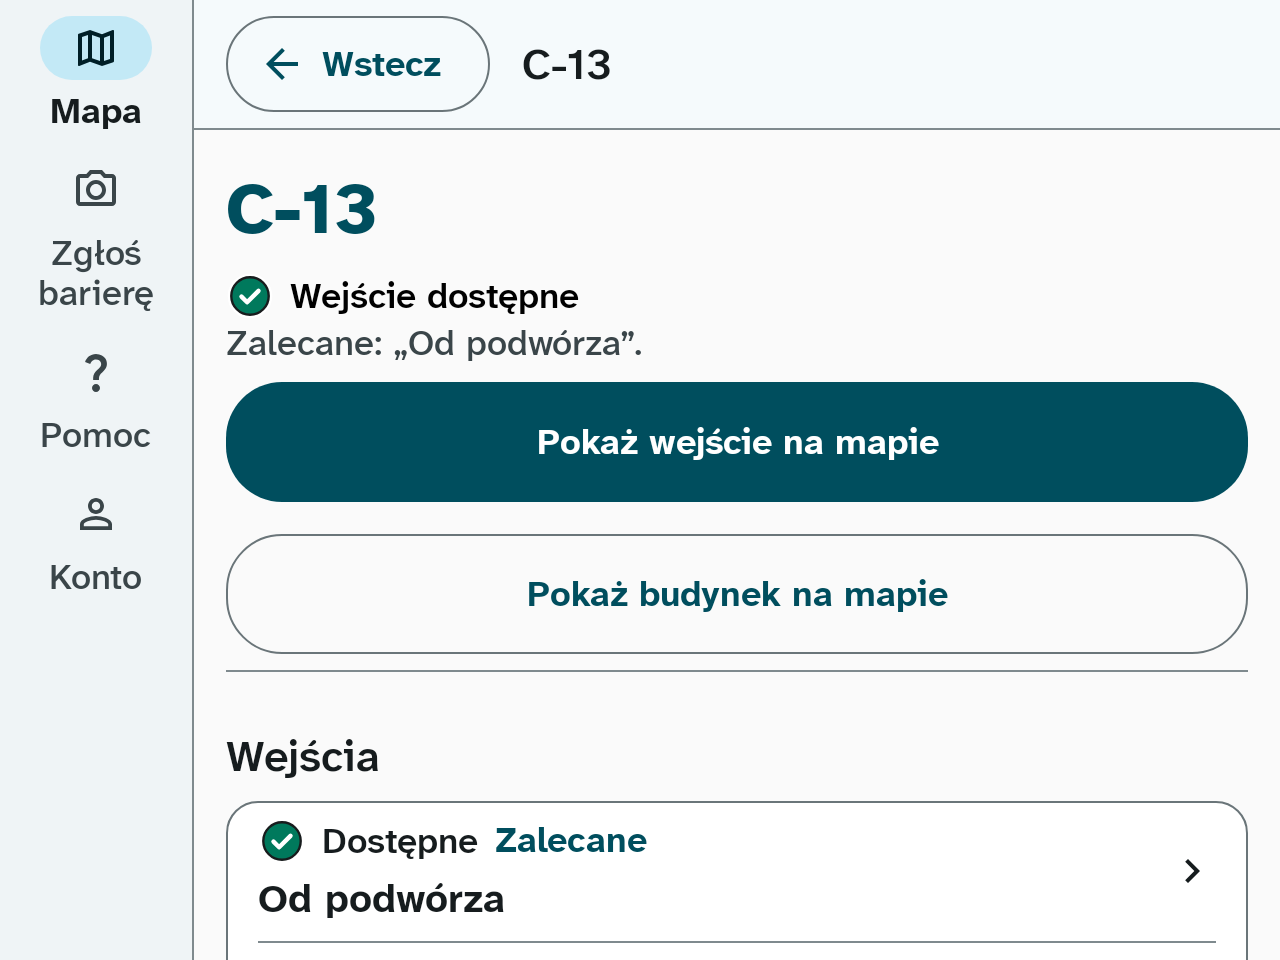 Mapa
Zgłoś
barierę
Pomoc
Konto
Wstecz
C-13
C-13
Wejście dostępne
Zalecane: „Od podwórza”.
Pokaż wejście na mapie
Pokaż budynek na mapie
Wejścia
Dostępne Zalecane
Od podwórza